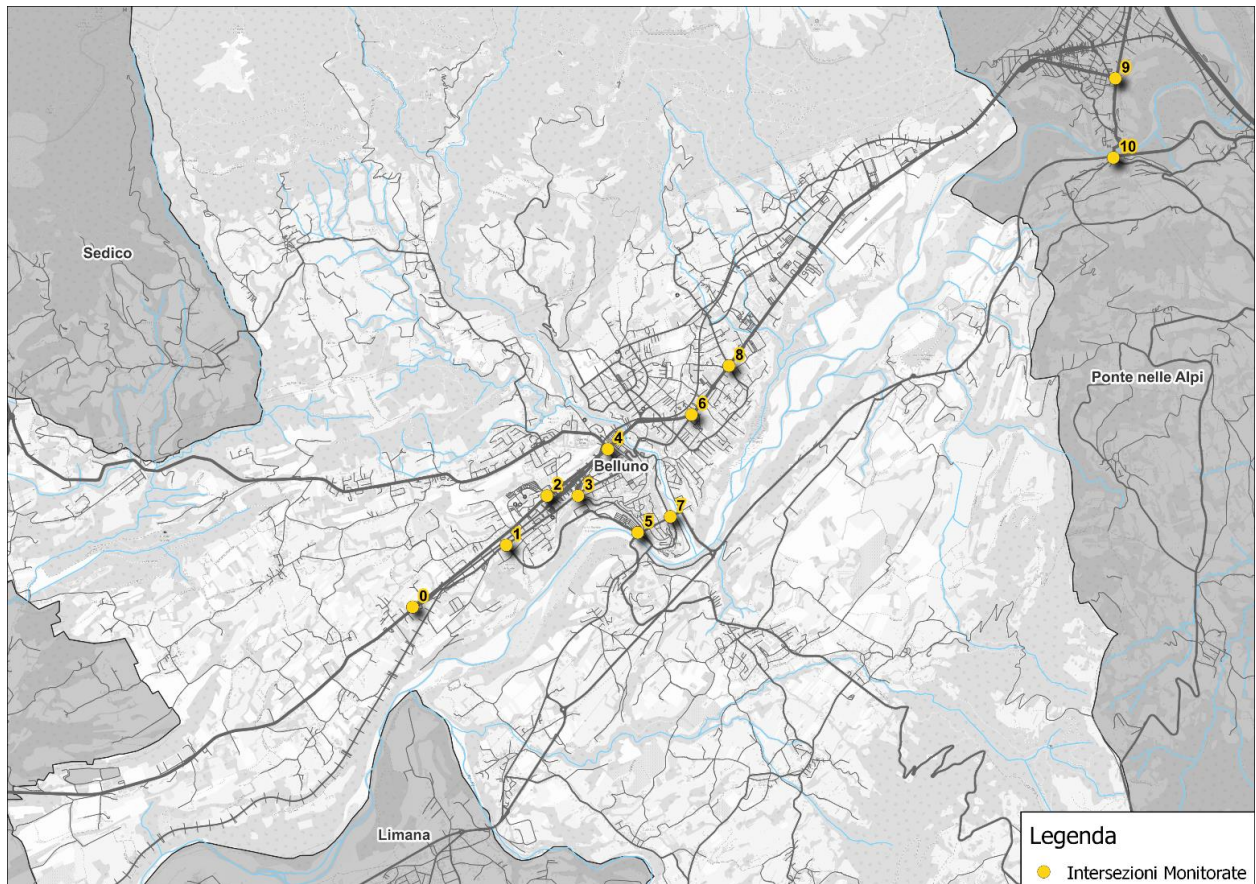 9
10
Sedico
Ponte nelle Alpi
8
6
4
Belluno
2
3
7
5
1
0
Limana
Legenda
Intersezioni Monitorate